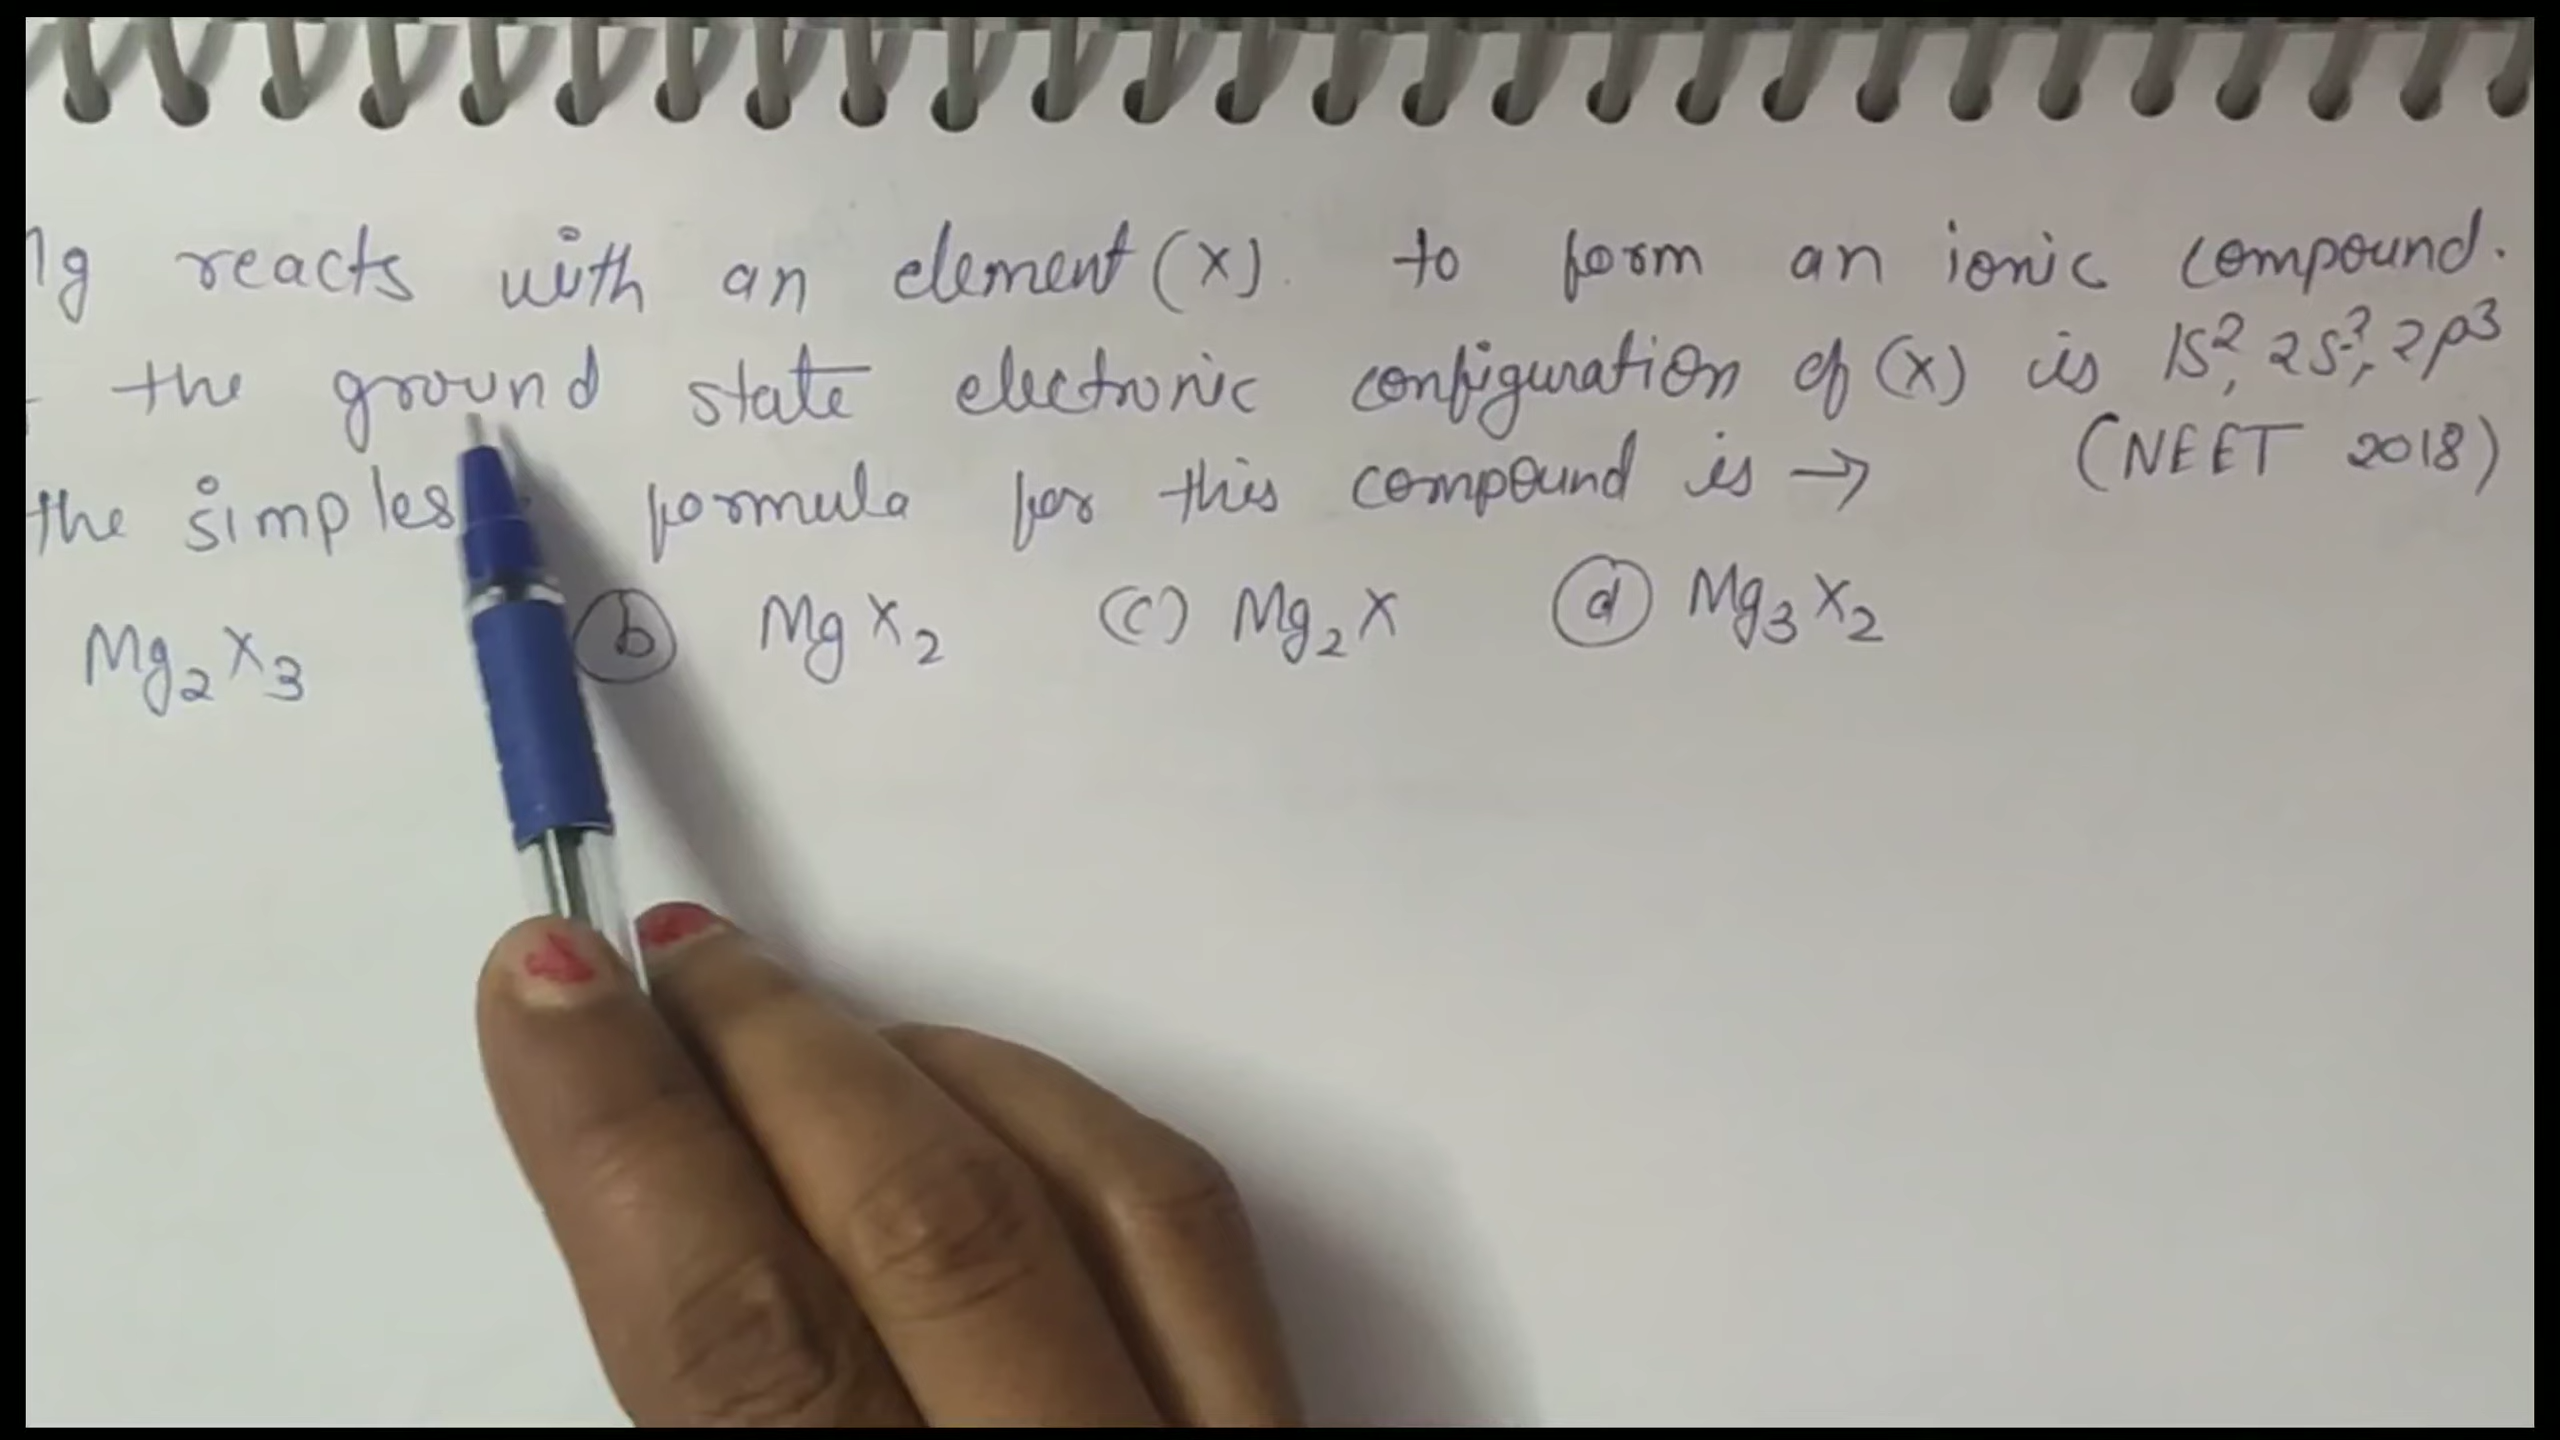 reacts with an element (X). to form an ionic compound.
the ground state electronic configuration of (X) is 1S², 2S², 2p³
the simples formula for this compound is → (NEET 2018)
Mg₂X₃ (b) MgX₂ (c) Mg₂X (d) Mg₃X₂